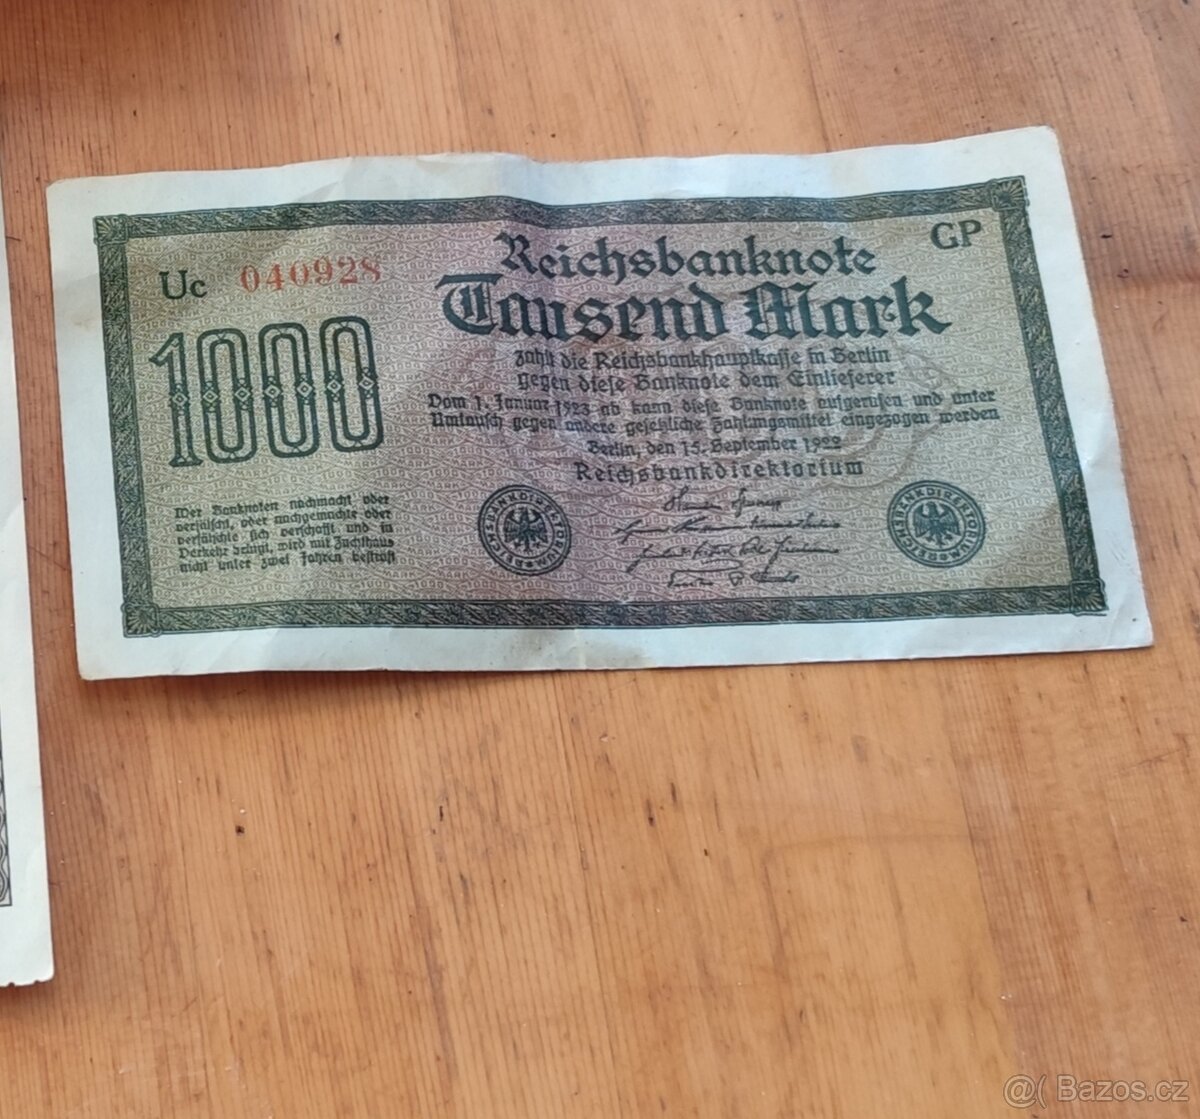 Reichsbanknote
GP
Uc 040928
Tausend Mark
1000
zahlt die Reichsbankhauptkasse in Berlin
gegen diese Banknote dem Einlieferer
Vom 1. Januar 1923 ab kann diese Banknote aufgerufen und unter
Umtausch gegen andere gesetzliche Zahlungsmittel eingezogen werden
Berlin, den 15. September 1922
Reichsbankdirektorium
Wer Banknoten nachmacht oder
verfälscht, oder nachgemachte oder
verfälschte sich verschafft und in
Verkehr bringt, wird mit Zuchthaus
nicht unter zwei Jahren bestraft
REICHSBANKDIREKTORIUM
REICHSBANKDIREKTORIUM
@( Bazos.cz